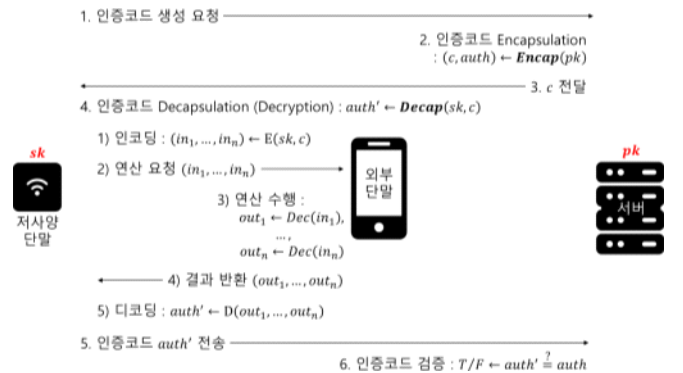 1. 인증코드 생성 요청
2. 인증코드 Encapsulation
: (c, auth) ← Encap(pk)
3. c 전달
4. 인증코드 Decapsulation (Decryption) : auth′ ← Decap(sk, c)
1) 인코딩 : (in₁, ..., inₙ) ← E(sk, c)
sk
pk
2) 연산 요청 (in₁, ..., inₙ)
외부
단말
3) 연산 수행 :
out₁ ← Dec(in₁),
...,
outₙ ← Dec(inₙ)
저사양
단말
서버
4) 결과 반환 (out₁, ..., outₙ)
5) 디코딩 : auth′ ← D(out₁, ..., outₙ)
5. 인증코드 auth′ 전송
6. 인증코드 검증 : T/F ← auth′ ≟ auth